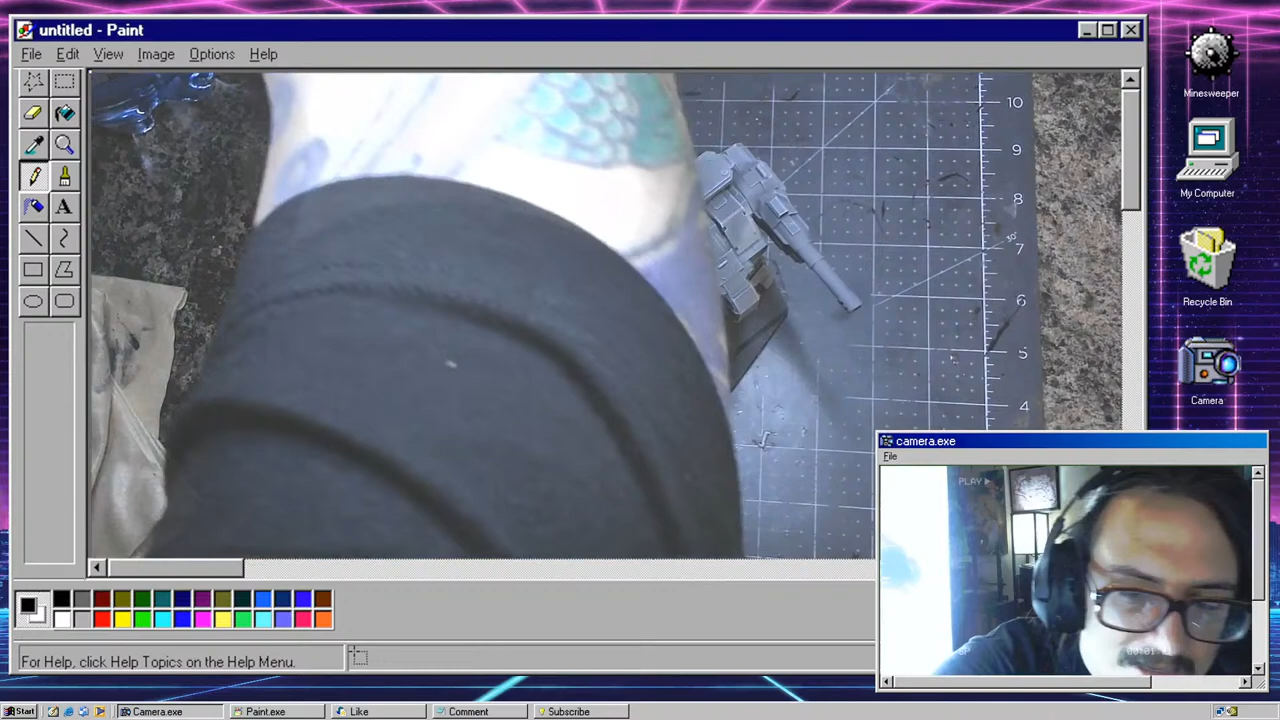 untitled - Paint
File Edit View Image Options Help
Minesweeper
My Computer
Recycle Bin
Camera
10
9
8
30°
7
6
5
4
camera.exe
File
PLAY
For Help, click Help Topics on the Help Menu.
Start Camera.exe Paint.exe Like Comment Subscribe